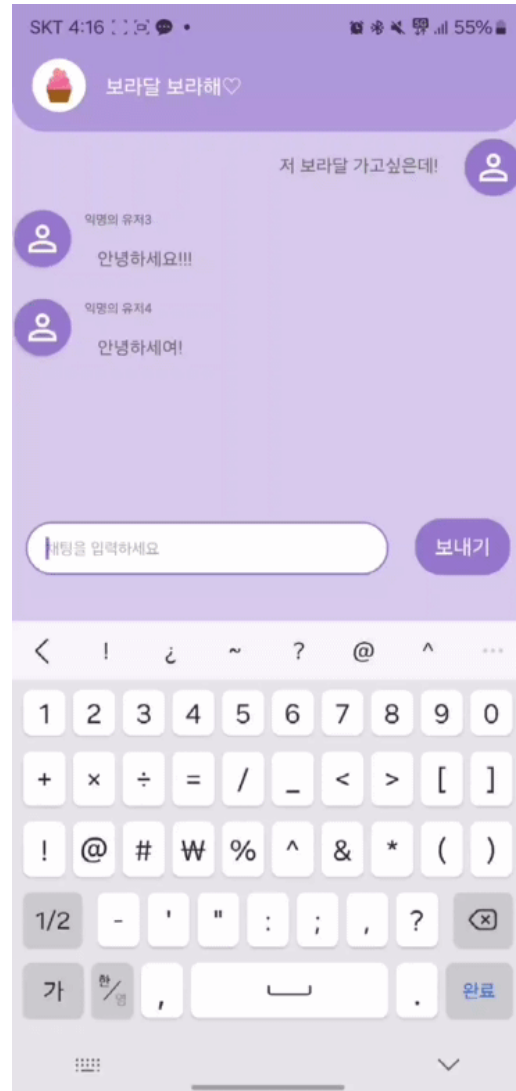 SKT 4:16
55%
보라달 보라해♡
저 보라달 가고싶은데!
익명의 유저3
안녕하세요!!!
익명의 유저4
안녕하세여!
채팅을 입력하세요
보내기
! ¿ ~ ? @ ^ ...
1 2 3 4 5 6 7 8 9 0
+ × ÷ = / _ < > [ ]
! @ # ₩ % ^ & * ( )
1/2 - ' " : ; , ?
가 한/영 , . 완료